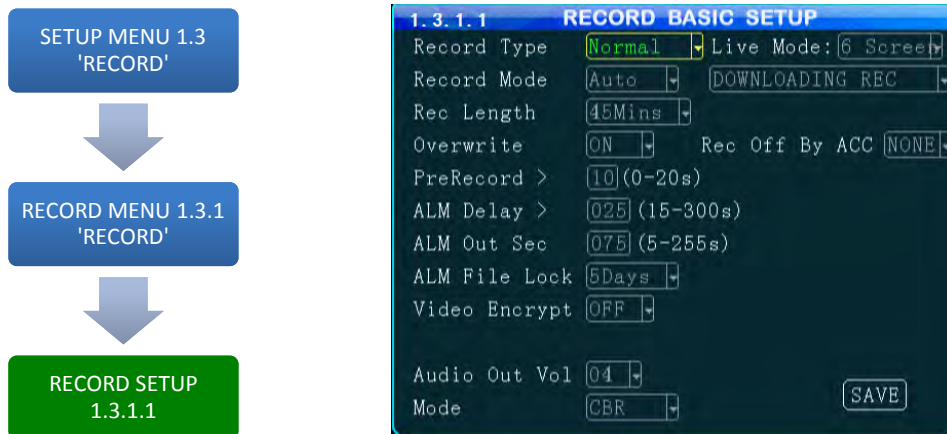 SETUP MENU 1.3
'RECORD'
RECORD MENU 1.3.1
'RECORD'
RECORD SETUP
1.3.1.1
1.3.1.1 RECORD BASIC SETUP
Record Type Normal Live Mode: 6 Screen
Record Mode Auto DOWNLOADING REC
Rec Length 45Mins
Overwrite ON Rec Off By ACC NONE
PreRecord > 10 (0-20s)
ALM Delay > 025 (15-300s)
ALM Out Sec 075 (5-255s)
ALM File Lock 5Days
Video Encrypt OFF
Audio Out Vol 04
Mode CBR
SAVE